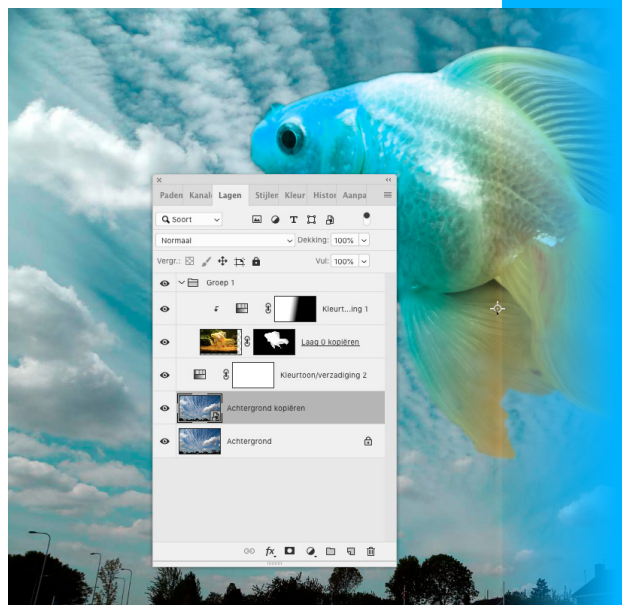 Paden Kanal Lagen Stijler Kleur Histor Aanpa
Soort
Normaal Dekking: 100%
Vergr.: Vul: 100%
Groep 1
Kleurt...ing 1
Laag 0 kopiëren
Kleurtoon/verzadiging 2
Achtergrond kopiëren
Achtergrond
fx